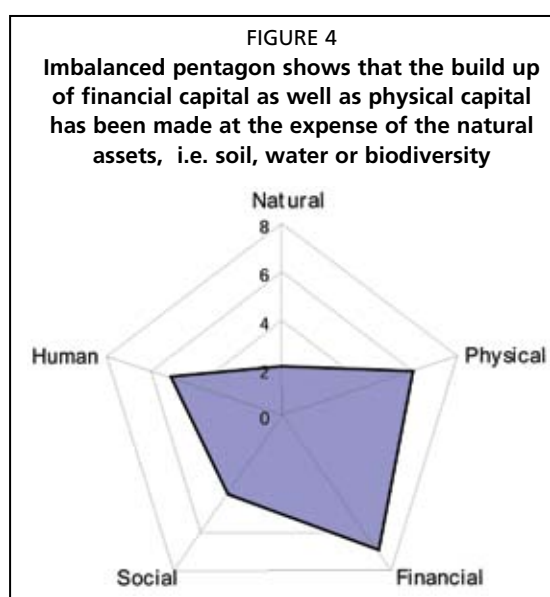 FIGURE 4
Imbalanced pentagon shows that the build up
of financial capital as well as physical capital
has been made at the expense of the natural
assets, i.e. soil, water or biodiversity
Natural
8
6
4
2
0
Human
Physical
Social
Financial